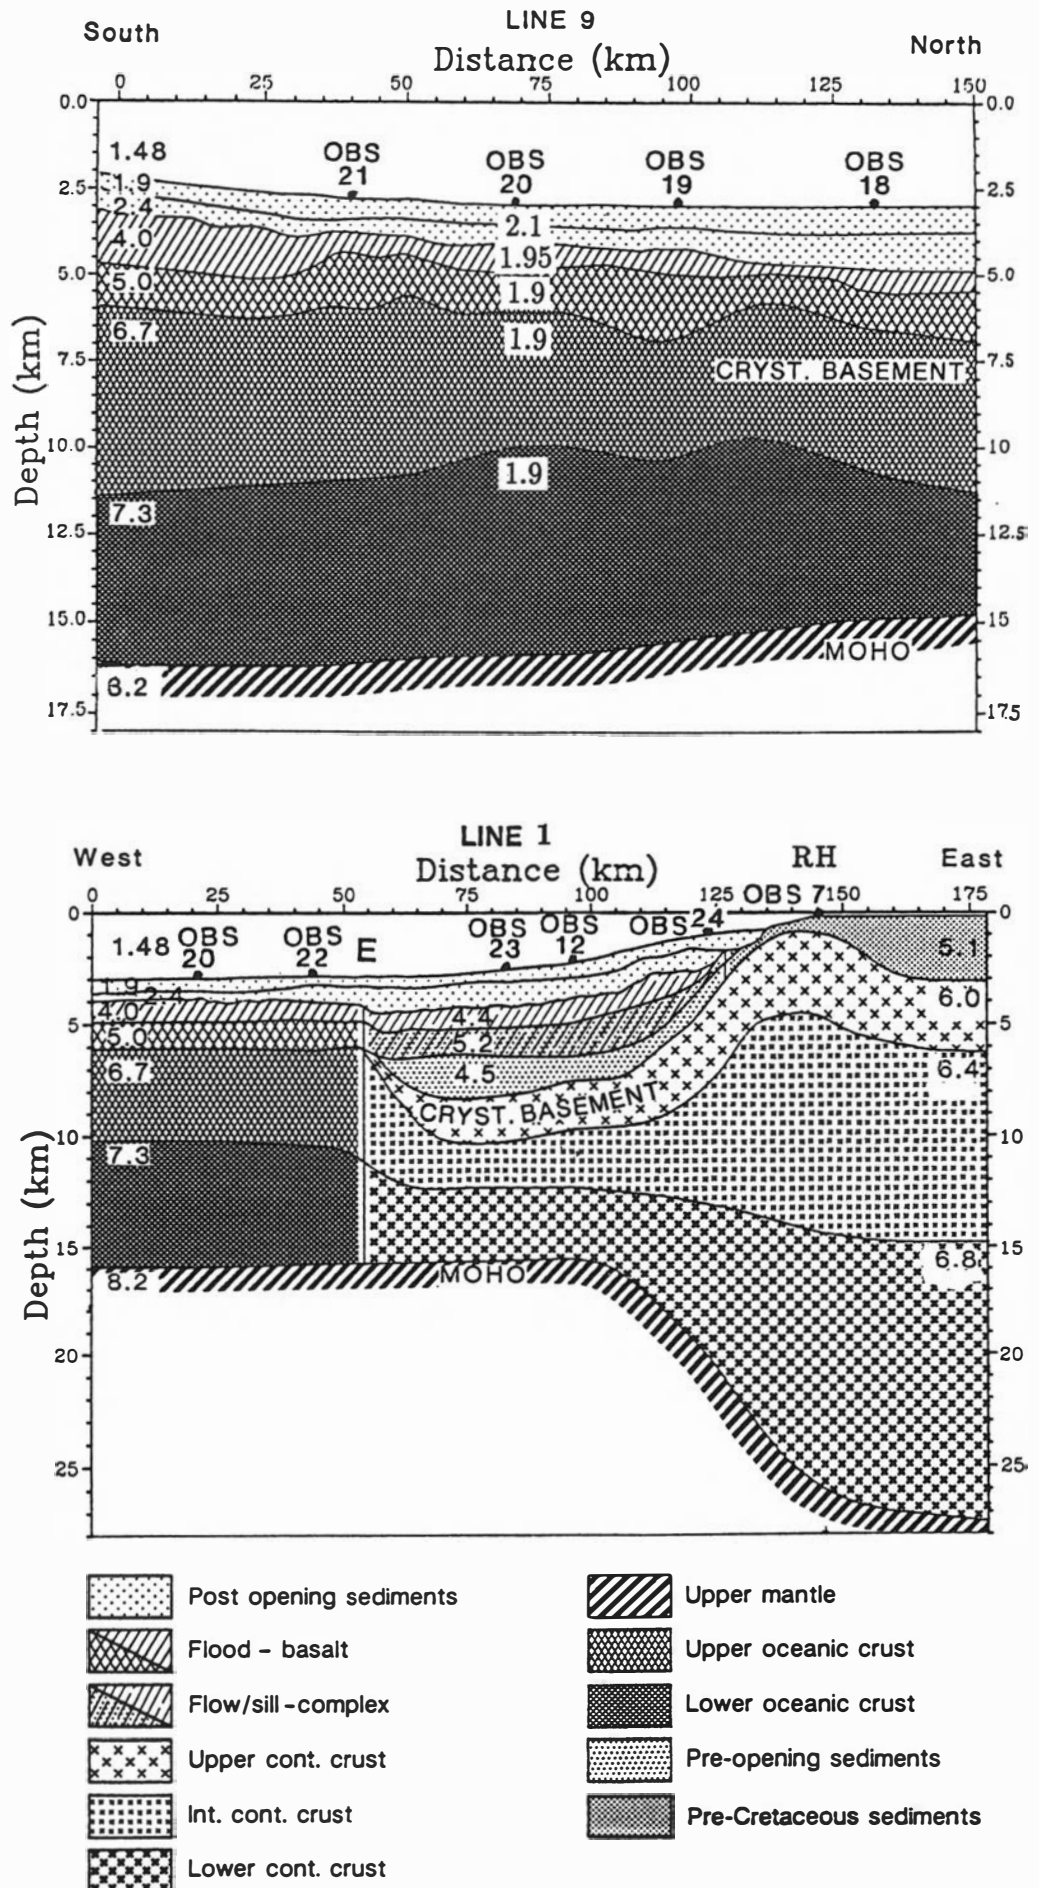 LINE 9
South
North
Distance (km)
0 25 50 75 100 125 150
0.0 0.0
1.48 OBS 21 OBS 20 OBS 19 OBS 18
2.5 1.9 2.5
2.4 2.1
4.0 1.95
5.0 5.0 1.9 5.0
6.7 1.9
7.5 CRYST. BASEMENT 7.5
10.0 1.9 10
7.3
12.5 12.5
15.0 15
MOHO
8.2
17.5 17.5
Depth (km)
LINE 1
West RH East
Distance (km)
0 25 50 75 100 125 OBS 7 150 175
0 0
1.48 OBS 20 OBS 22 E OBS 23 OBS 12 OBS 24 5.1
1.9 2.4 6.0
4.0 4.4
5 5.0 5.2 5
6.7 4.5 6.4
CRYST. BASEMENT
10 7.3 10
15 6.8 15
8.2 MOHO
20 20
25 25
Depth (km)
Post opening sediments
Flood - basalt
Flow/sill-complex
Upper cont. crust
Int. cont. crust
Lower cont. crust
Upper mantle
Upper oceanic crust
Lower oceanic crust
Pre-opening sediments
Pre-Cretaceous sediments